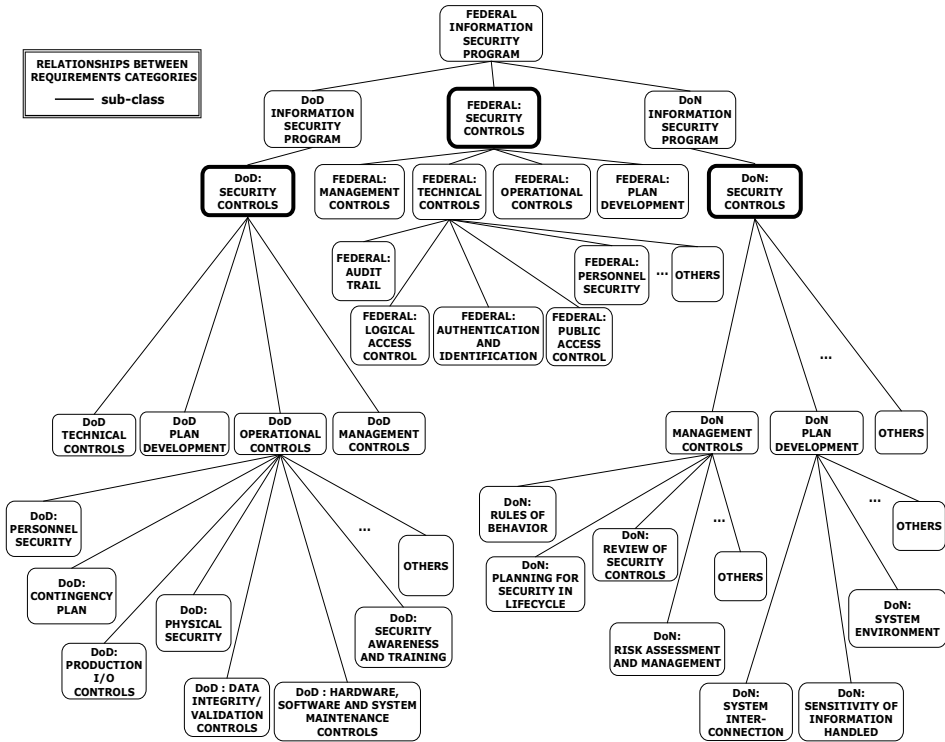 FEDERAL
INFORMATION
SECURITY
PROGRAM
RELATIONSHIPS BETWEEN
REQUIREMENTS CATEGORIES
sub-class
DoD
INFORMATION
SECURITY
PROGRAM
FEDERAL:
SECURITY
CONTROLS
DoN
INFORMATION
SECURITY
PROGRAM
DoD:
SECURITY
CONTROLS
FEDERAL:
MANAGEMENT
CONTROLS
FEDERAL:
TECHNICAL
CONTROLS
FEDERAL:
OPERATIONAL
CONTROLS
FEDERAL:
PLAN
DEVELOPMENT
DoN:
SECURITY
CONTROLS
FEDERAL:
AUDIT
TRAIL
FEDERAL:
PERSONNEL
SECURITY
...
OTHERS
FEDERAL:
LOGICAL
ACCESS
CONTROL
FEDERAL:
AUTHENTICATION
AND
IDENTIFICATION
FEDERAL:
PUBLIC
ACCESS
CONTROL
...
DoD
TECHNICAL
CONTROLS
DoD
PLAN
DEVELOPMENT
DoD
OPERATIONAL
CONTROLS
DoD
MANAGEMENT
CONTROLS
DoN
MANAGEMENT
CONTROLS
DoN
PLAN
DEVELOPMENT
OTHERS
DoD:
PERSONNEL
SECURITY
DoD:
CONTINGENCY
PLAN
DoD:
PRODUCTION
I/O
CONTROLS
DoD:
PHYSICAL
SECURITY
DoD : DATA
INTEGRITY/
VALIDATION
CONTROLS
DoD : HARDWARE,
SOFTWARE AND SYSTEM
MAINTENANCE
CONTROLS
DoD:
SECURITY
AWARENESS
AND TRAINING
...
OTHERS
DoN:
RULES OF
BEHAVIOR
DoN:
PLANNING FOR
SECURITY IN
LIFECYCLE
DoN:
REVIEW OF
SECURITY
CONTROLS
DoN:
RISK ASSESSMENT
AND MANAGEMENT
...
OTHERS
DoN:
SYSTEM
INTER-
CONNECTION
DoN:
SENSITIVITY OF
INFORMATION
HANDLED
DoN:
SYSTEM
ENVIRONMENT
...
OTHERS